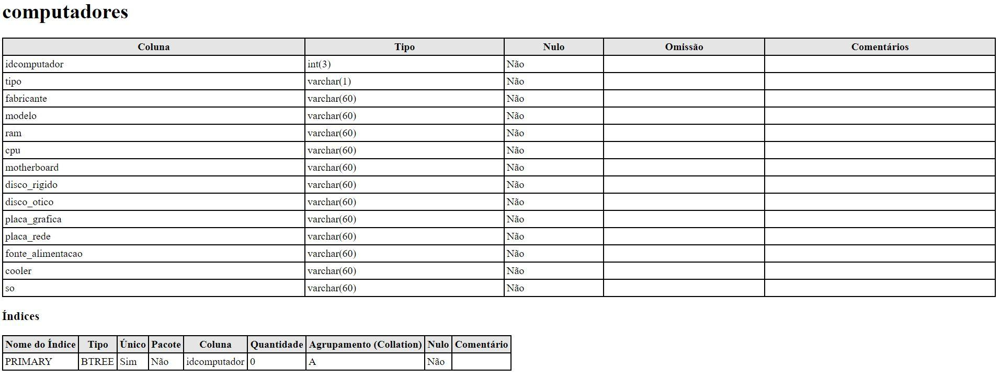 computadores
Coluna Tipo Nulo Omissão Comentários
idcomputador int(3) Não
tipo varchar(1) Não
fabricante varchar(60) Não
modelo varchar(60) Não
ram varchar(60) Não
cpu varchar(60) Não
motherboard varchar(60) Não
disco_rigido varchar(60) Não
disco_otico varchar(60) Não
placa_grafica varchar(60) Não
placa_rede varchar(60) Não
fonte_alimentacao varchar(60) Não
cooler varchar(60) Não
so varchar(60) Não
Índices
Nome do Índice Tipo Único Pacote Coluna Quantidade Agrupamento (Collation) Nulo Comentário
PRIMARY BTREE Sim Não idcomputador 0 A Não